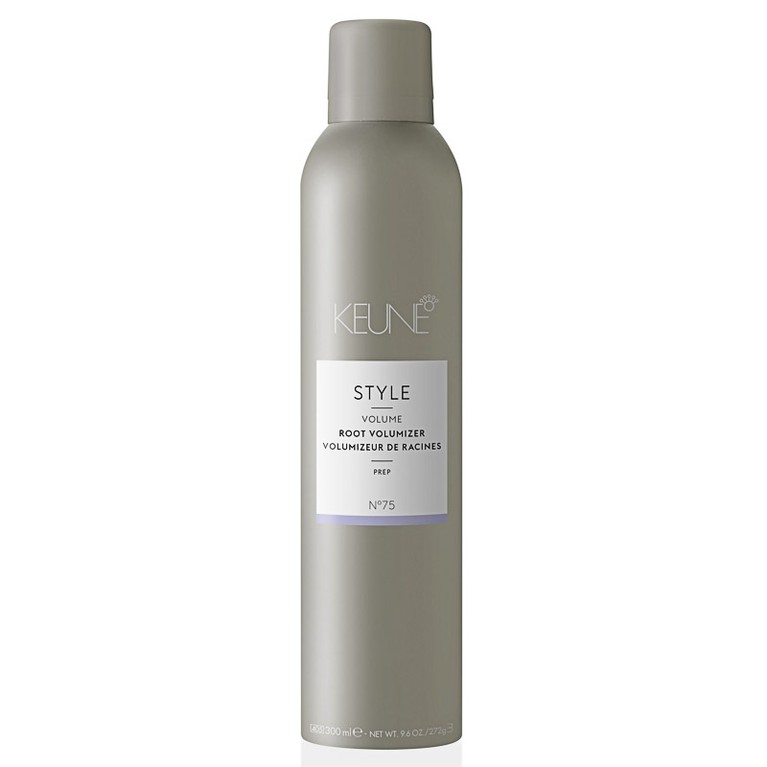 KEUNE
STYLE
VOLUME
ROOT VOLUMIZER
VOLUMIZEUR DE RACINES
PREP
N°75
300 ml℮ - NET WT. 9.6 OZ./272g